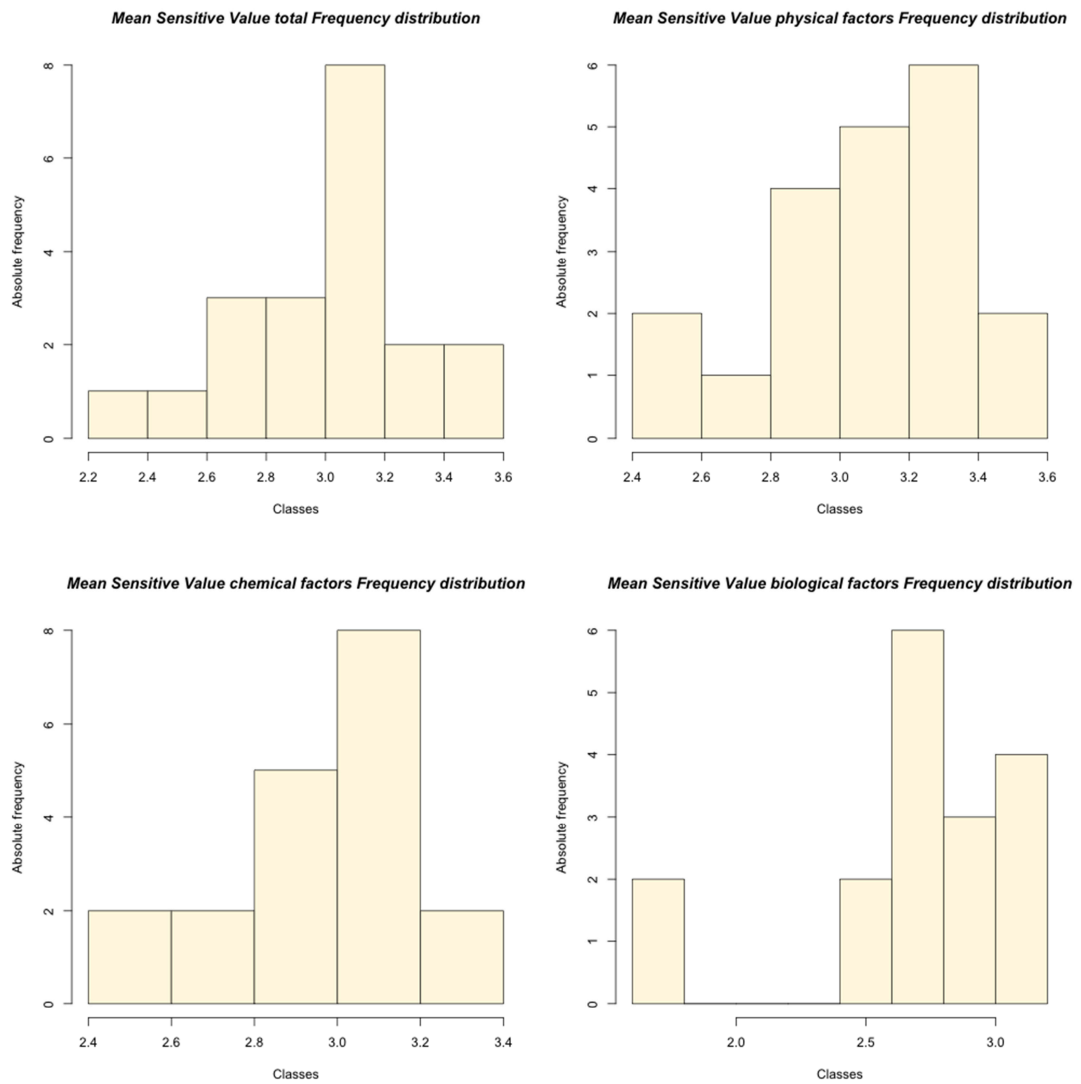 Mean Sensitive Value total Frequency distribution
Absolute frequency
8
6
4
2
0
2.2 2.4 2.6 2.8 3.0 3.2 3.4 3.6
Classes
Mean Sensitive Value physical factors Frequency distribution
Absolute frequency
6
5
4
3
2
1
0
2.4 2.6 2.8 3.0 3.2 3.4 3.6
Classes
Mean Sensitive Value chemical factors Frequency distribution
Absolute frequency
8
6
4
2
0
2.4 2.6 2.8 3.0 3.2 3.4
Classes
Mean Sensitive Value biological factors Frequency distribution
Absolute frequency
6
5
4
3
2
1
0
2.0 2.5 3.0
Classes